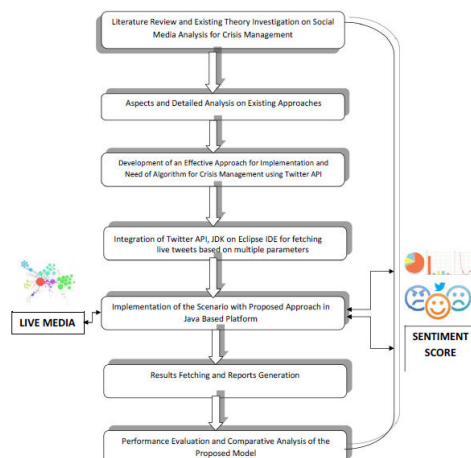 Literature Review and Existing Theory Investigation on Social
Media Analysis for Crisis Management
Aspects and Detailed Analysis on Existing Approaches
Development of an Effective Approach for Implementation and
Need of Algorithm for Crisis Management using Twitter API
Integration of Twitter API, JDK on Eclipse IDE for fetching
live tweets based on multiple parameters
Implementation of the Scenario with Proposed Approach in
Java Based Platform
LIVE MEDIA
SENTIMENT
SCORE
Results Fetching and Reports Generation
Performance Evaluation and Comparative Analysis of the
Proposed Model